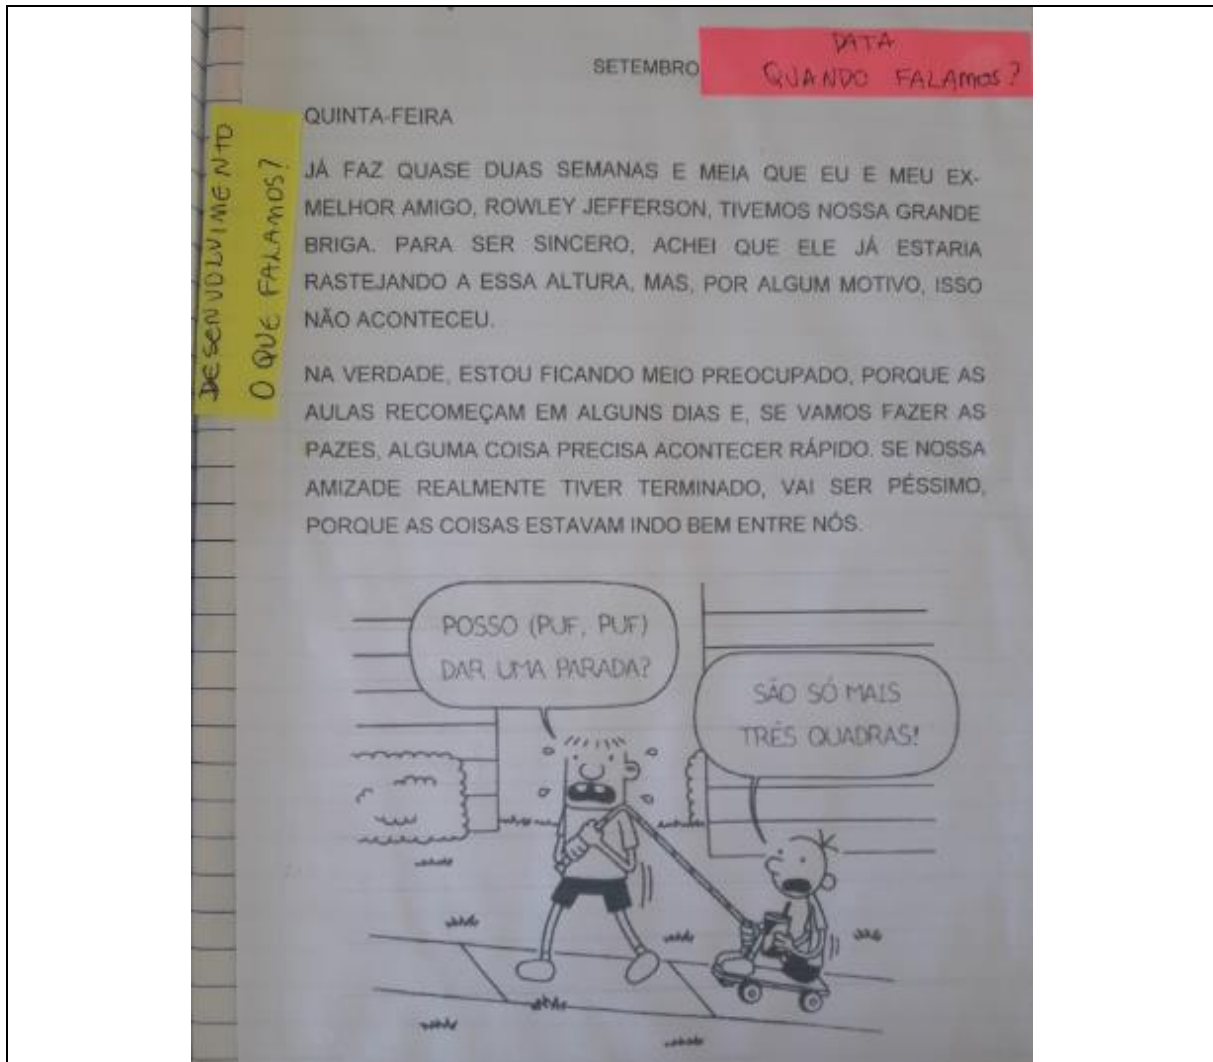 DATA
SETEMBRO
QUANDO FALAMOS?
QUINTA-FEIRA
DESENVOLVIMENTO
O QUE FALAMOS?
JÁ FAZ QUASE DUAS SEMANAS E MEIA QUE EU E MEU EX-
MELHOR AMIGO, ROWLEY JEFFERSON, TIVEMOS NOSSA GRANDE
BRIGA. PARA SER SINCERO, ACHEI QUE ELE JÁ ESTARIA
RASTEJANDO A ESSA ALTURA, MAS, POR ALGUM MOTIVO, ISSO
NÃO ACONTECEU.
NA VERDADE, ESTOU FICANDO MEIO PREOCUPADO, PORQUE AS
AULAS RECOMEÇAM EM ALGUNS DIAS E, SE VAMOS FAZER AS
PAZES, ALGUMA COISA PRECISA ACONTECER RÁPIDO. SE NOSSA
AMIZADE REALMENTE TIVER TERMINADO, VAI SER PÉSSIMO,
PORQUE AS COISAS ESTAVAM INDO BEM ENTRE NÓS.
POSSO (PUF, PUF)
DAR UMA PARADA?
SÃO SÓ MAIS
TRÊS QUADRAS!